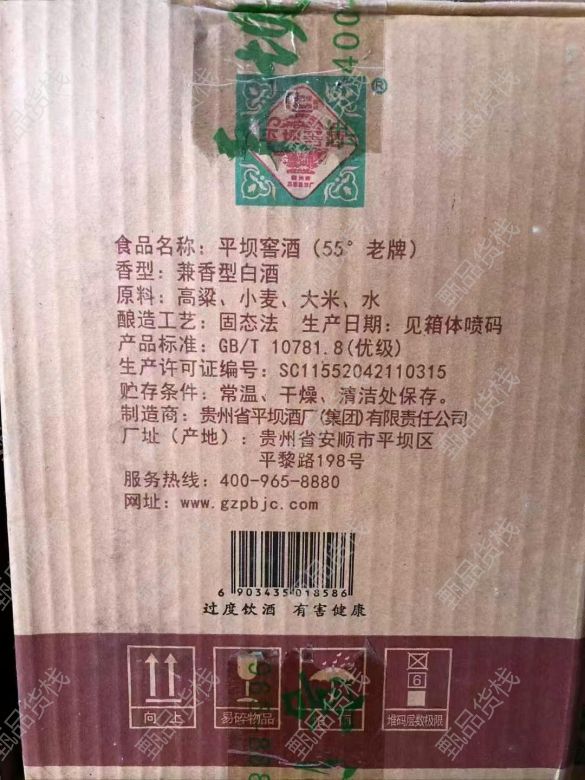 食品名称：平坝窖酒（55°老牌）
香型：兼香型白酒
原料：高粱、小麦、大米、水
酿造工艺：固态法 生产日期：见箱体喷码
产品标准：GB/T 10781.8(优级)
生产许可证编号：SC11552042110315
贮存条件：常温、干燥、清洁处保存。
制造商：贵州省平坝酒厂(集团)有限责任公司
厂址（产地）：贵州省安顺市平坝区
平黎路198号
服务热线：400-965-8880
网址：www.gzpbjc.com
6 903435 018586
过度饮酒 有害健康
向上
易碎物品
6
堆码层数极限
甄品货栈